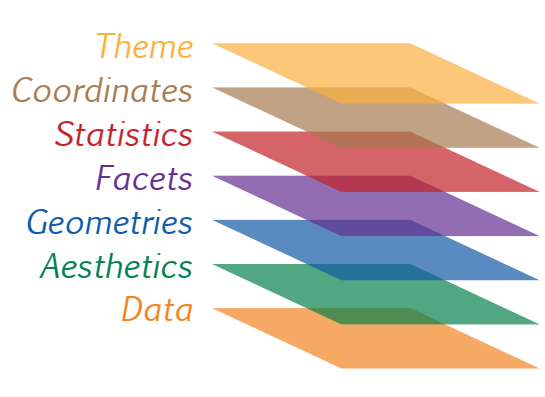 Theme
Coordinates
Statistics
Facets
Geometries
Aesthetics
Data